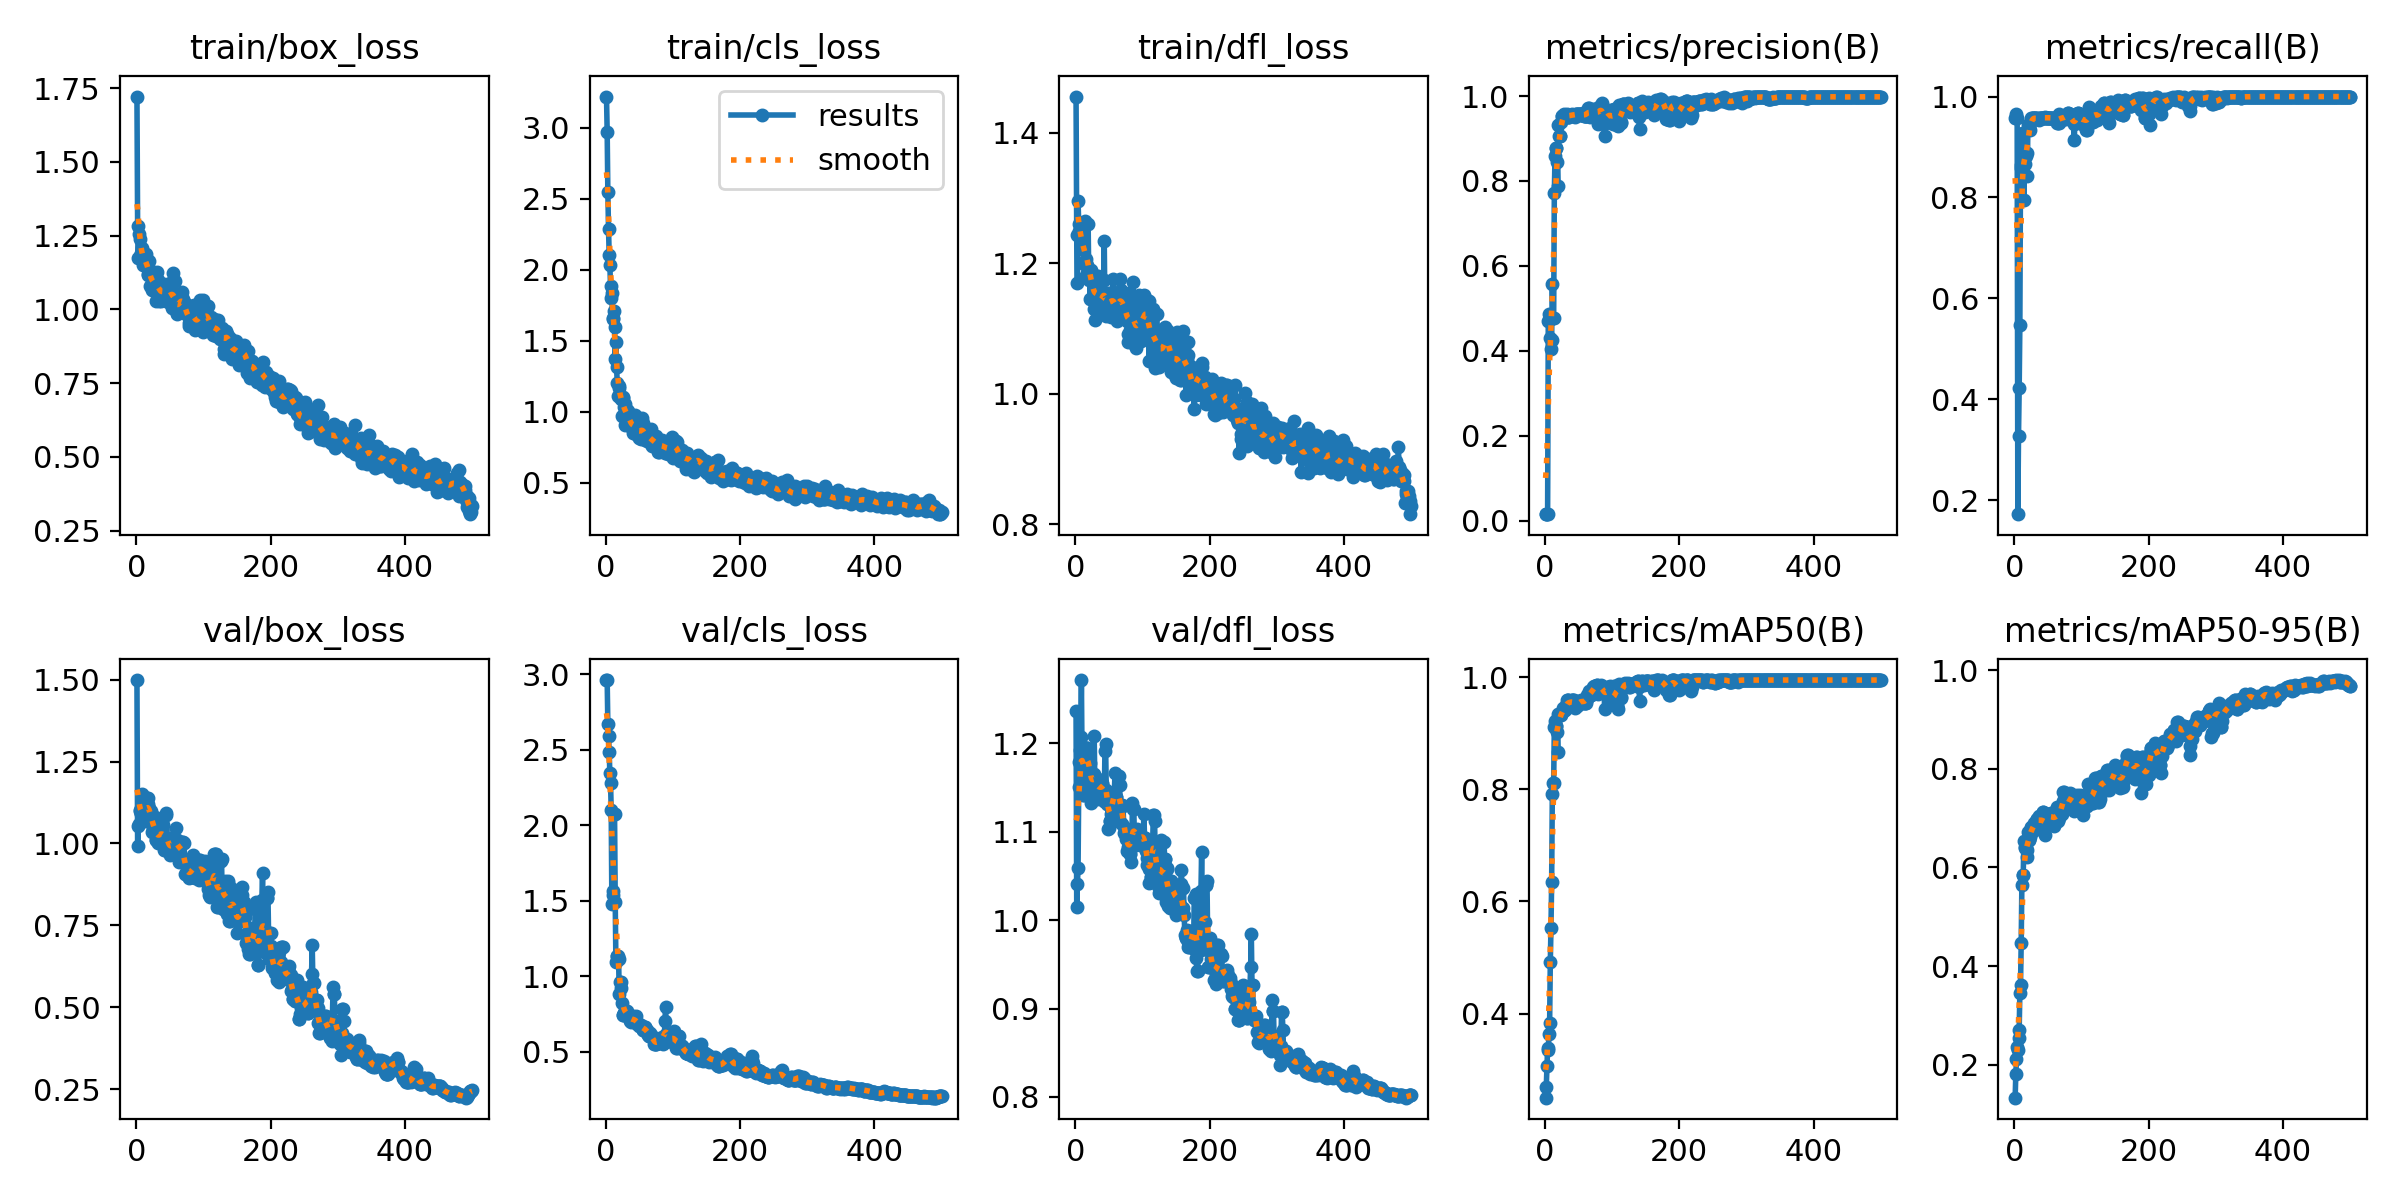 train/box_loss
train/cls_loss
train/dfl_loss
metrics/precision(B)
metrics/recall(B)
1.75
1.50
1.25
1.00
0.75
0.50
0.25
0 200 400
3.0
2.5
2.0
1.5
1.0
0.5
0 200 400
results
smooth
1.4
1.2
1.0
0.8
0 200 400
1.0
0.8
0.6
0.4
0.2
0.0
0 200 400
1.0
0.8
0.6
0.4
0.2
0 200 400
val/box_loss
val/cls_loss
val/dfl_loss
metrics/mAP50(B)
metrics/mAP50-95(B)
1.50
1.25
1.00
0.75
0.50
0.25
0 200 400
3.0
2.5
2.0
1.5
1.0
0.5
0 200 400
1.2
1.1
1.0
0.9
0.8
0 200 400
1.0
0.8
0.6
0.4
0 200 400
1.0
0.8
0.6
0.4
0.2
0 200 400